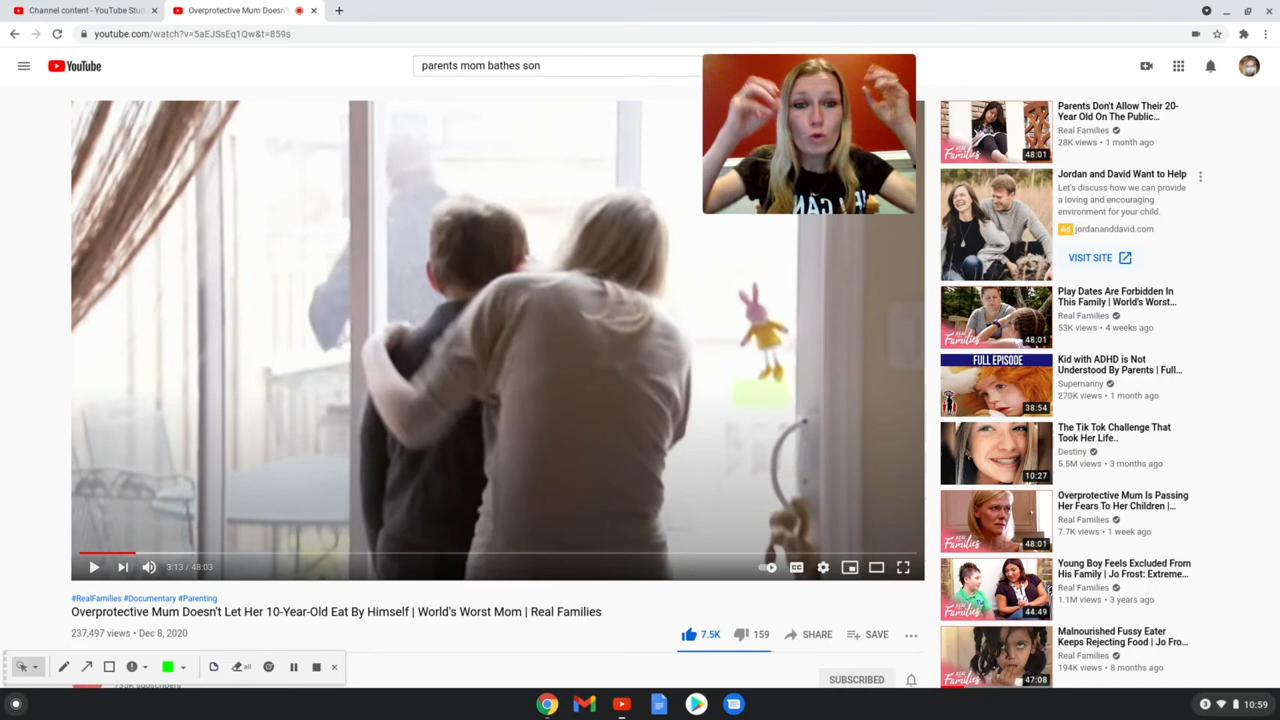 Channel content - YouTube Stud
Overprotective Mum Doesn'
youtube.com/watch?v=5aEJSsEq1Qw&t=859s
YouTube
parents mom bathes son
Parents Don't Allow Their 20-
Year Old On The Public...
Real Families
28K views • 1 month ago
48:01
Jordan and David Want to Help
Let's discuss how we can provide
a loving and encouraging
environment for your child.
Ad jordananddavid.com
VISIT SITE
Play Dates Are Forbidden In
This Family | World's Worst...
Real Families
53K views • 4 weeks ago
REAL FAMILIES
48:01
FULL EPISODE
Kid with ADHD is Not
Understood By Parents | Full...
Supernanny
270K views • 1 month ago
38:54
The Tik Tok Challenge That
Took Her Life..
Destiny
5.5M views • 3 months ago
10:27
Overprotective Mum Is Passing
Her Fears To Her Children |...
Real Families
7.7K views • 1 week ago
48:01
Young Boy Feels Excluded From
His Family | Jo Frost: Extreme...
Real Families
1.1M views • 3 years ago
44:49
Malnourished Fussy Eater
Keeps Rejecting Food | Jo Fro...
Real Families
194K views • 8 months ago
47:08
3:13 / 48:03
#RealFamilies #Documentary #Parenting
Overprotective Mum Doesn't Let Her 10-Year-Old Eat By Himself | World's Worst Mom | Real Families
237,497 views • Dec 8, 2020
7.5K
159
SHARE
SAVE
all
SUBSCRIBED
3
10:59